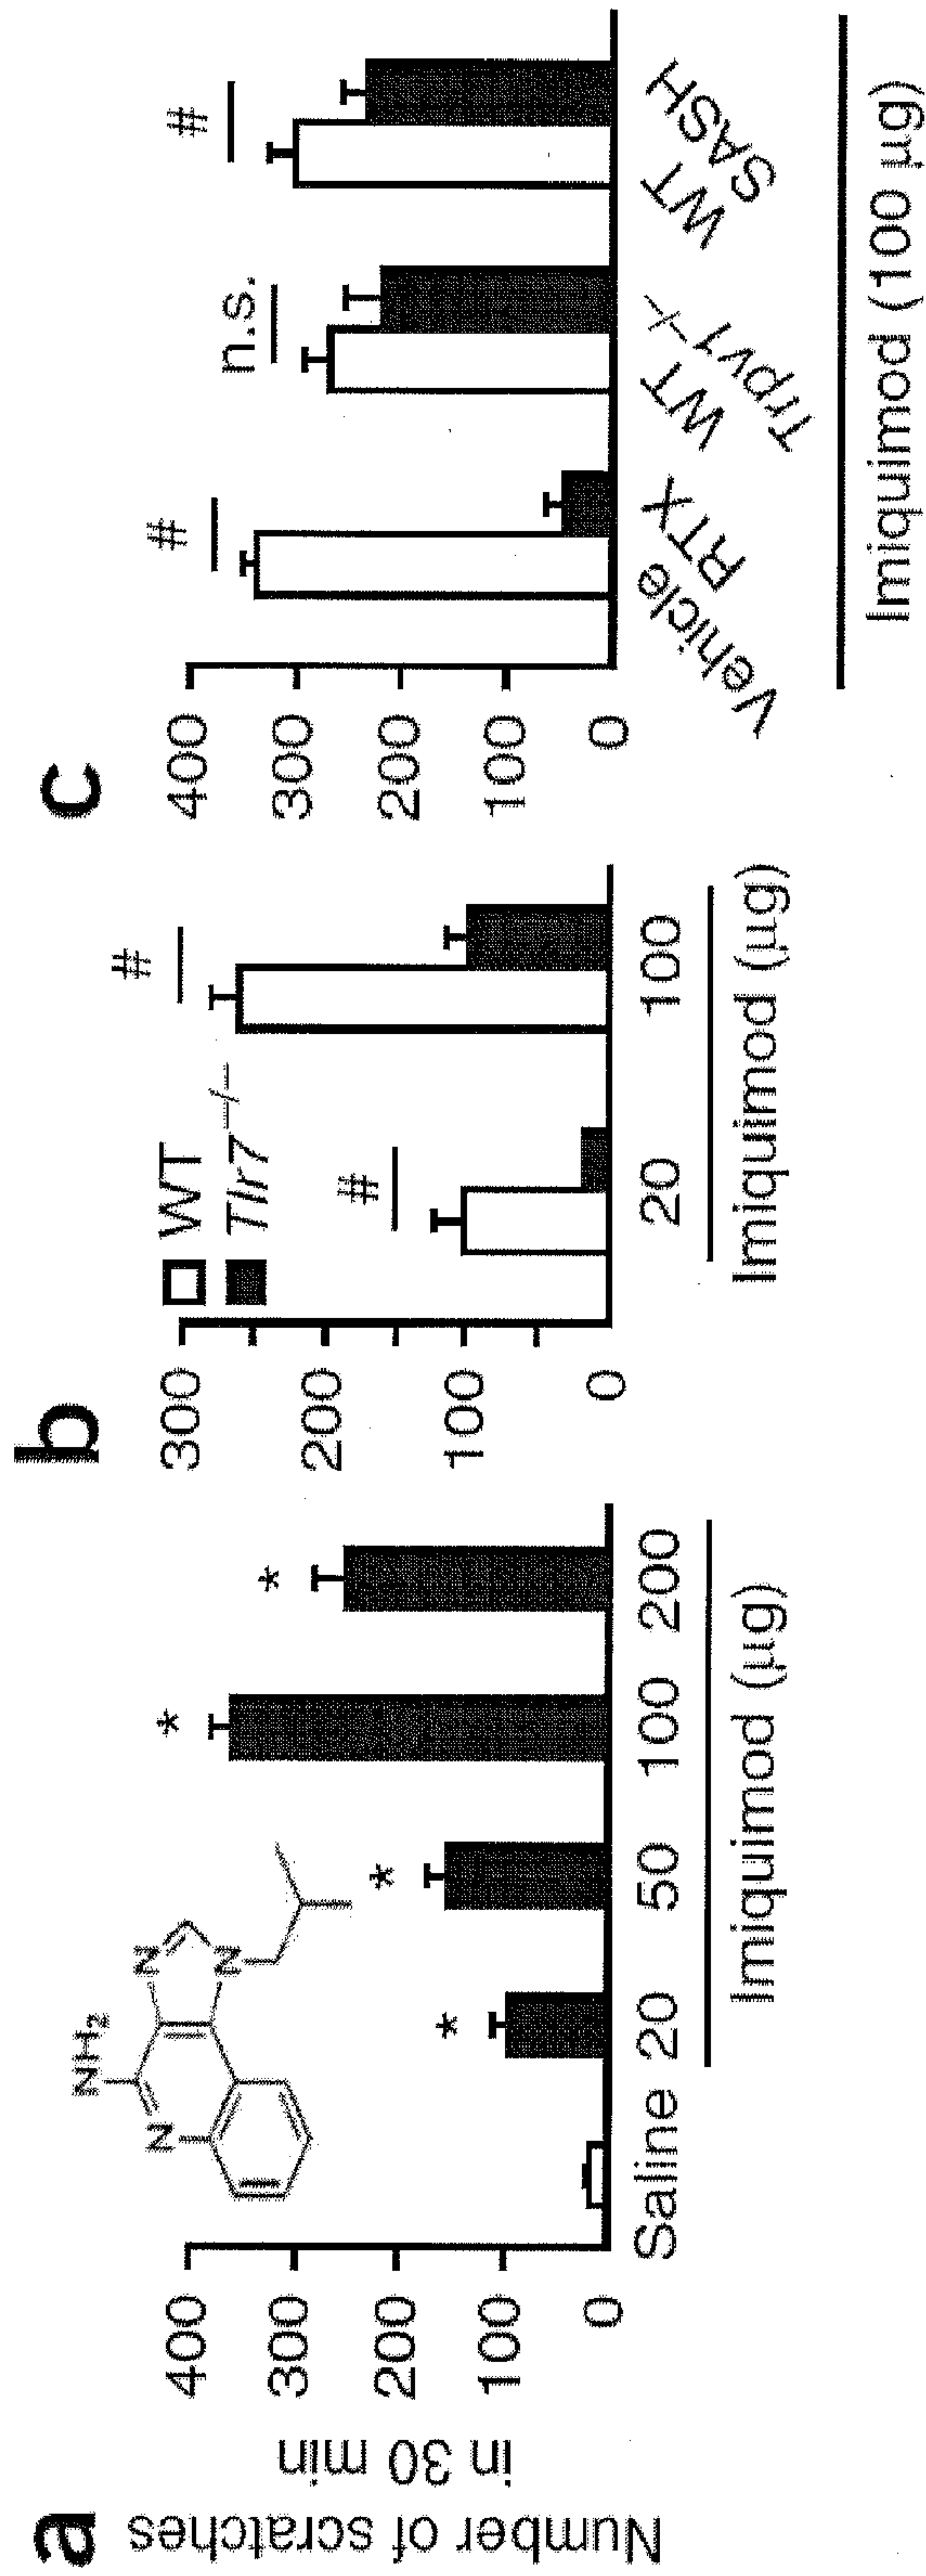 a
Number of scratches
in 30 min
400
300
200
100
0
NH2
N
N
N
*
*
*
*
Saline 20 50 100 200
Imiquimod (µg)
b
300
200
100
0
WT
Tlr7−/−
#
#
20 100
Imiquimod (µg)
c
400
300
200
100
0
#
n.s.
#
Vehicle
RTX
WT
Trpv1−/−
WT
SASH
Imiquimod (100 µg)